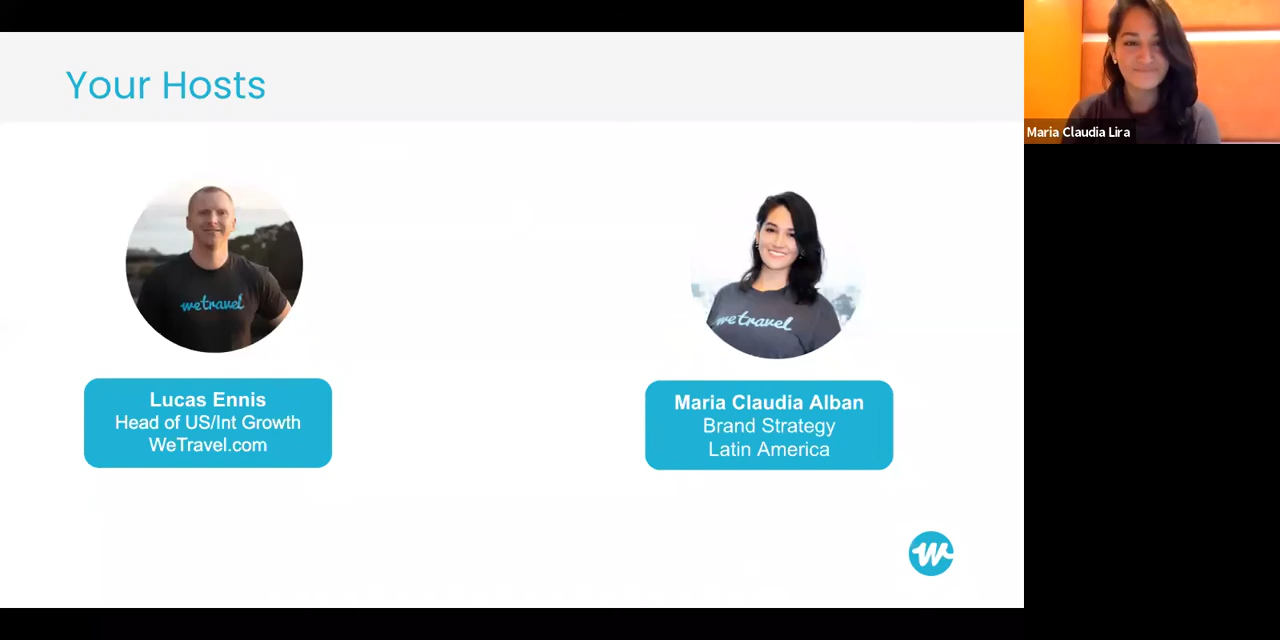 Your Hosts
Maria Claudia Lira
wetravel
wetravel
Lucas Ennis
Head of US/Int Growth
WeTravel.com
Maria Claudia Alban
Brand Strategy
Latin America
W